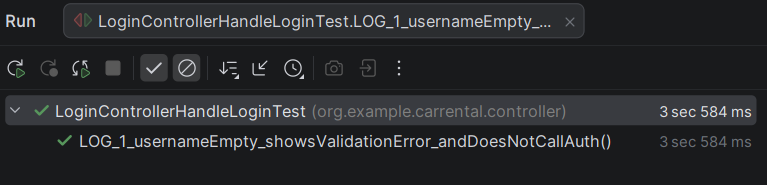 Run LoginControllerHandleLoginTest.LOG_1_usernameEmpty_...
LoginControllerHandleLoginTest (org.example.carrental.controller) 3 sec 584 ms
LOG_1_usernameEmpty_showsValidationError_andDoesNotCallAuth() 3 sec 584 ms